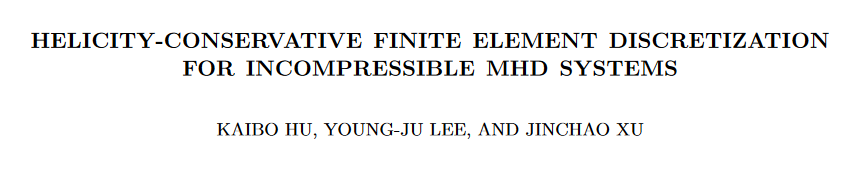 HELICITY-CONSERVATIVE FINITE ELEMENT DISCRETIZATION
FOR INCOMPRESSIBLE MHD SYSTEMS
KAIBO HU, YOUNG-JU LEE, AND JINCHAO XU